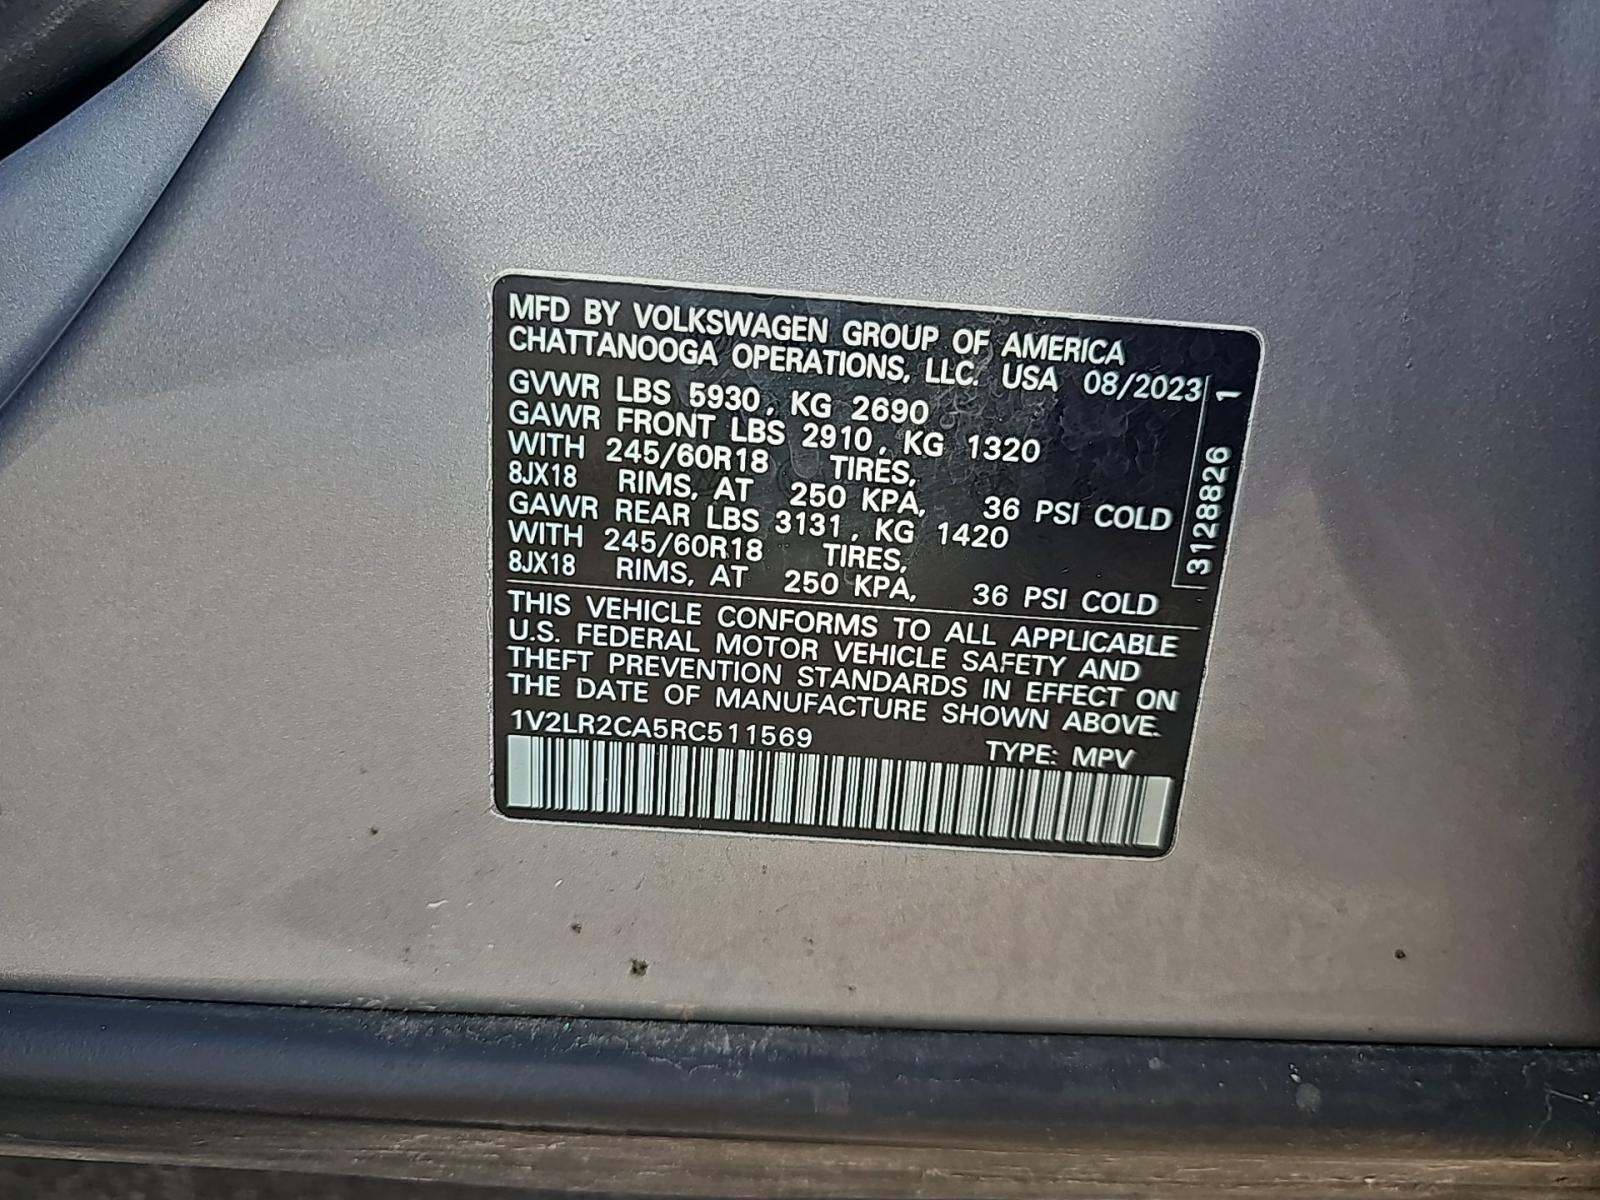 MFD BY VOLKSWAGEN GROUP OF AMERICA
CHATTANOOGA OPERATIONS, LLC. USA 08/2023
GVWR LBS 5930, KG 2690
GAWR FRONT LBS 2910, KG 1320
WITH 245/60R18 TIRES,
8JX18 RIMS, AT 250 KPA, 36 PSI COLD
GAWR REAR LBS 3131, KG 1420
WITH 245/60R18 TIRES,
8JX18 RIMS, AT 250 KPA, 36 PSI COLD
3128826 1
THIS VEHICLE CONFORMS TO ALL APPLICABLE
U.S. FEDERAL MOTOR VEHICLE SAFETY AND
THEFT PREVENTION STANDARDS IN EFFECT ON
THE DATE OF MANUFACTURE SHOWN ABOVE.
1V2LR2CA5RC511569 TYPE: MPV